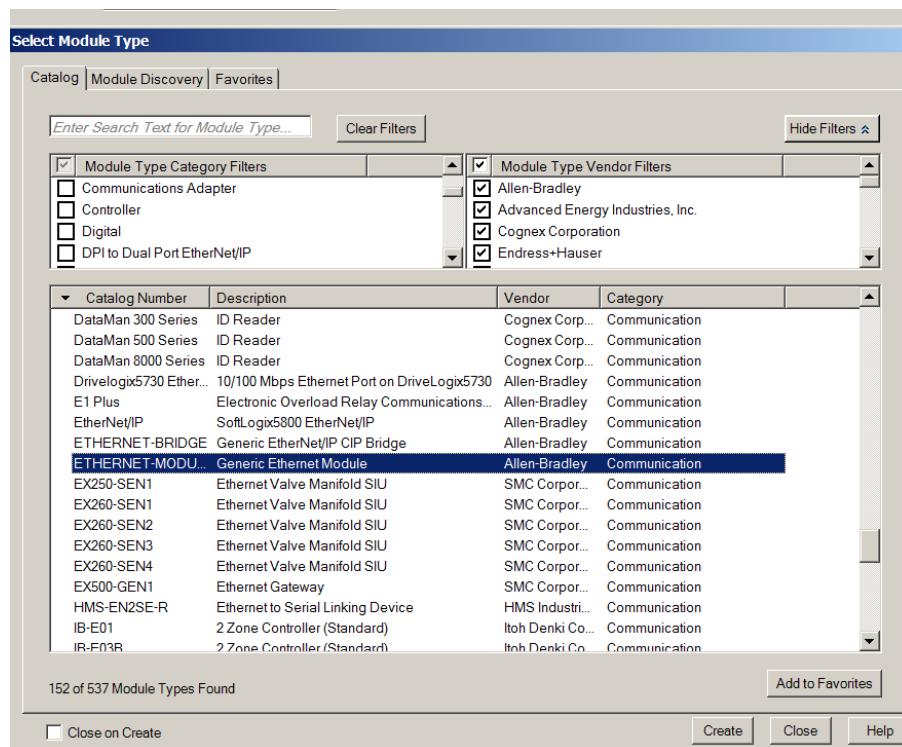 Select Module Type
Catalog Module Discovery Favorites
Enter Search Text for Module Type... Clear Filters Hide Filters
Module Type Category Filters Module Type Vendor Filters
Communications Adapter Allen-Bradley
Controller Advanced Energy Industries, Inc.
Digital Cognex Corporation
DPI to Dual Port EtherNet/IP Endress+Hauser
Catalog Number Description Vendor Category
DataMan 300 Series ID Reader Cognex Corp... Communication
DataMan 500 Series ID Reader Cognex Corp... Communication
DataMan 8000 Series ID Reader Cognex Corp... Communication
Drivelogix5730 Ether... 10/100 Mbps Ethernet Port on DriveLogix5730 Allen-Bradley Communication
E1 Plus Electronic Overload Relay Communications... Allen-Bradley Communication
EtherNet/IP SoftLogix5800 EtherNet/IP Allen-Bradley Communication
ETHERNET-BRIDGE Generic EtherNet/IP CIP Bridge Allen-Bradley Communication
ETHERNET-MODU... Generic Ethernet Module Allen-Bradley Communication
EX250-SEN1 Ethernet Valve Manifold SIU SMC Corpor... Communication
EX260-SEN1 Ethernet Valve Manifold SIU SMC Corpor... Communication
EX260-SEN2 Ethernet Valve Manifold SIU SMC Corpor... Communication
EX260-SEN3 Ethernet Valve Manifold SIU SMC Corpor... Communication
EX260-SEN4 Ethernet Valve Manifold SIU SMC Corpor... Communication
EX500-GEN1 Ethernet Gateway SMC Corpor... Communication
HMS-EN2SE-R Ethernet to Serial Linking Device HMS Industri... Communication
IB-E01 2 Zone Controller (Standard) Itoh Denki Co... Communication
IB-E03B 2 Zone Controller (Standard) Itoh Denki Co... Communication
152 of 537 Module Types Found Add to Favorites
Close on Create Create Close Help